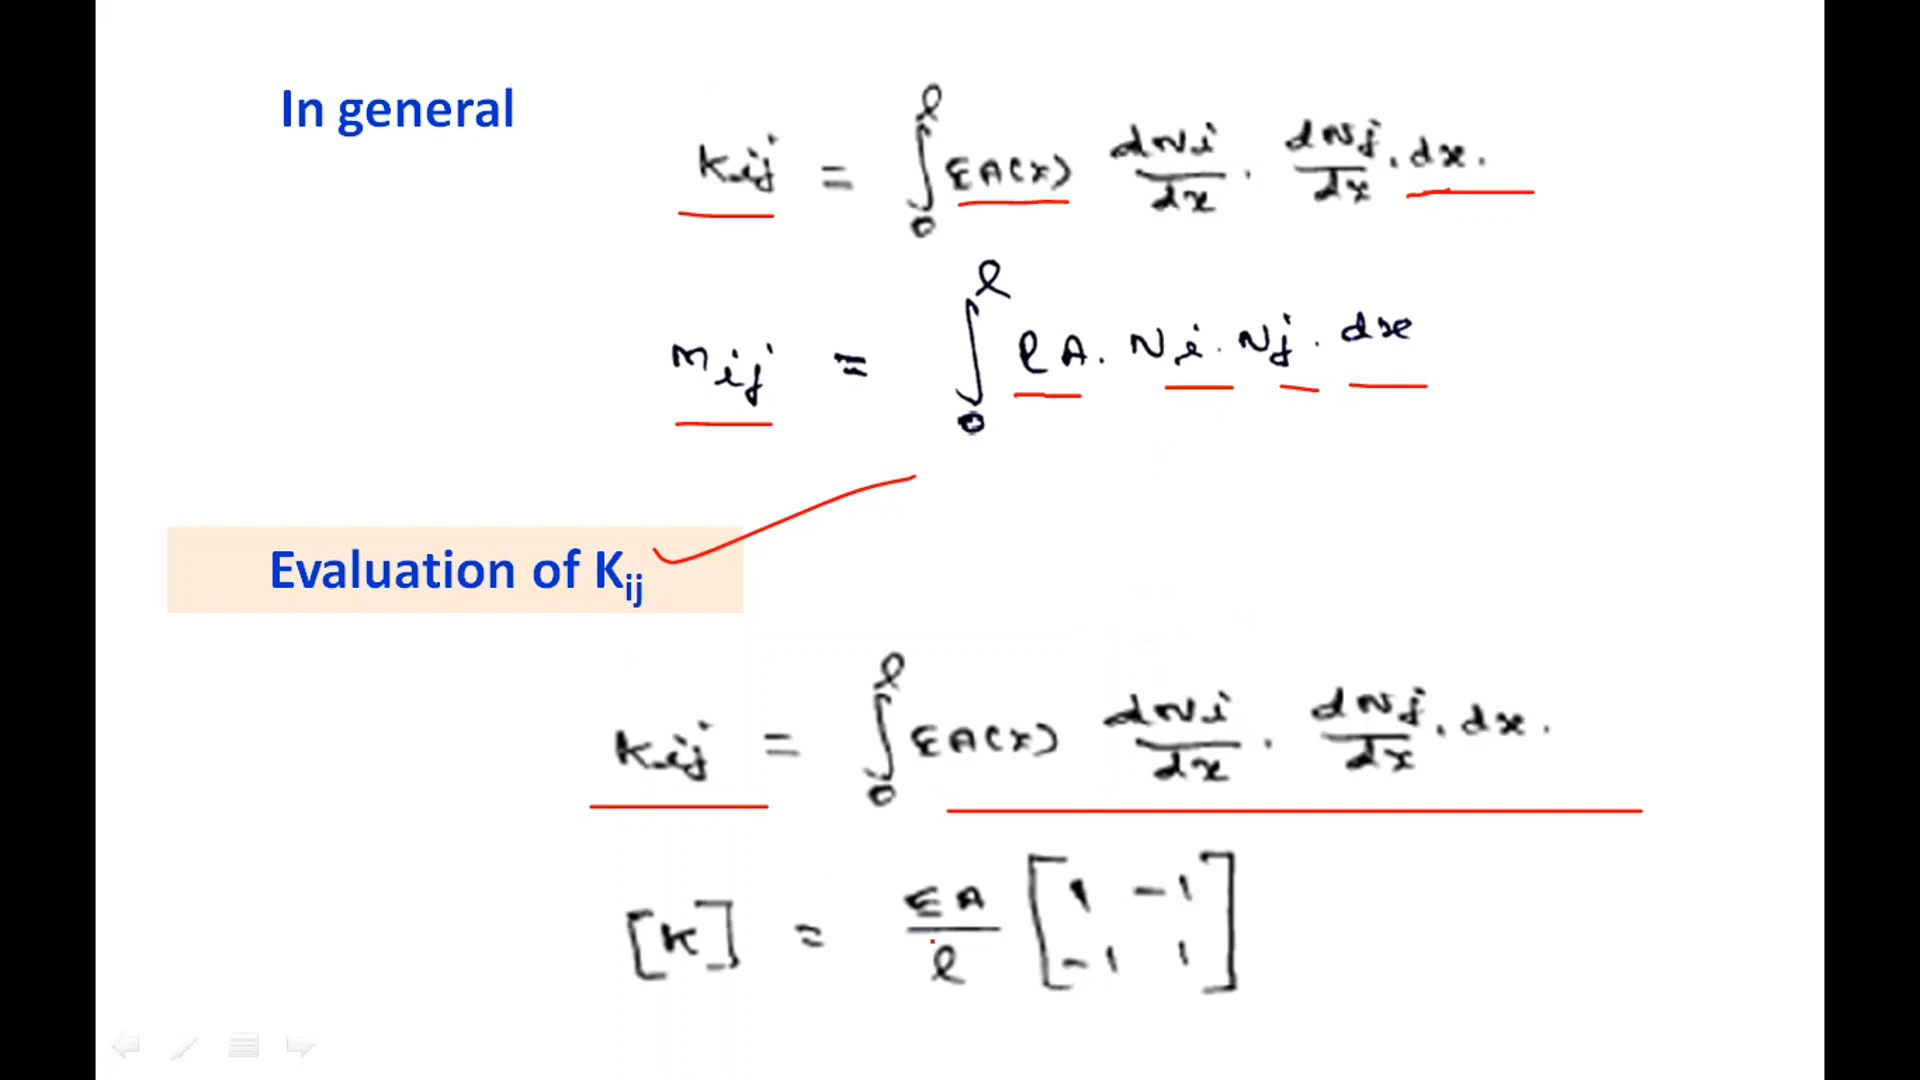 In general
Kij = ∫₀ˡ EA(x) dNi/dx . dNj/dx . dx.
mij = ∫₀ˡ ρA . Ni . Nj . dx
Evaluation of Kij
Kij = ∫₀ˡ EA(x) dNi/dx . dNj/dx . dx.
[K] = EA/l [1 -1
-1 1]